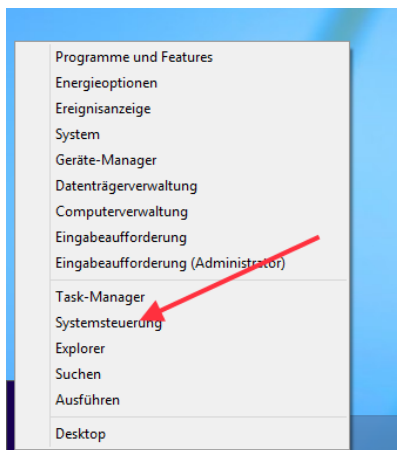 Programme und Features
Energieoptionen
Ereignisanzeige
System
Geräte-Manager
Datenträgerverwaltung
Computerverwaltung
Eingabeaufforderung
Eingabeaufforderung (Administrator)
Task-Manager
Systemsteuerung
Explorer
Suchen
Ausführen
Desktop